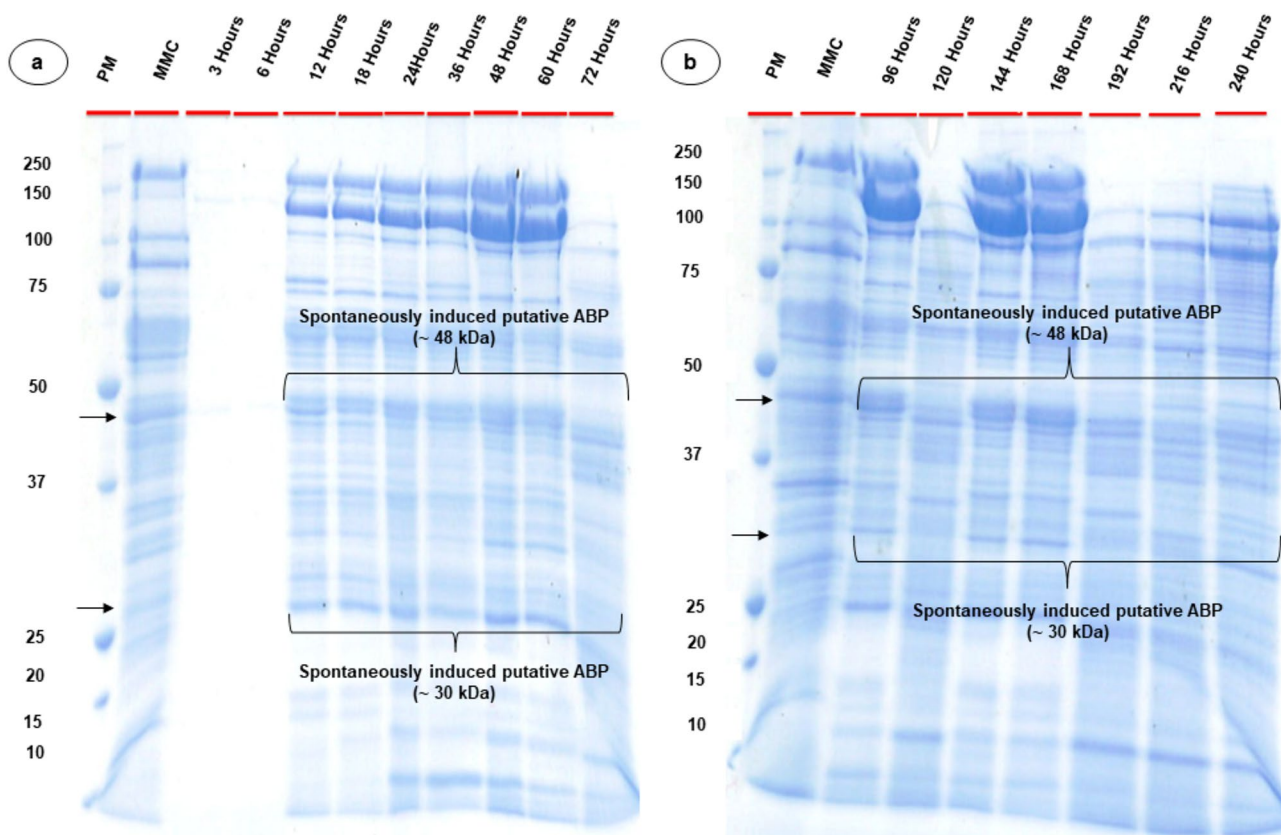 a
PM
MMC
3 Hours
6 Hours
12 Hours
18 Hours
24Hours
36 Hours
48 Hours
60 Hours
72 Hours
250
150
100
75
50
37
25
20
15
10
Spontaneously induced putative ABP
(~ 48 kDa)
Spontaneously induced putative ABP
(~ 30 kDa)
b
PM
MMC
96 Hours
120 Hours
144 Hours
168 Hours
192 Hours
216 Hours
240 Hours
250
150
100
75
50
37
25
20
15
10
Spontaneously induced putative ABP
(~ 48 kDa)
Spontaneously induced putative ABP
(~ 30 kDa)